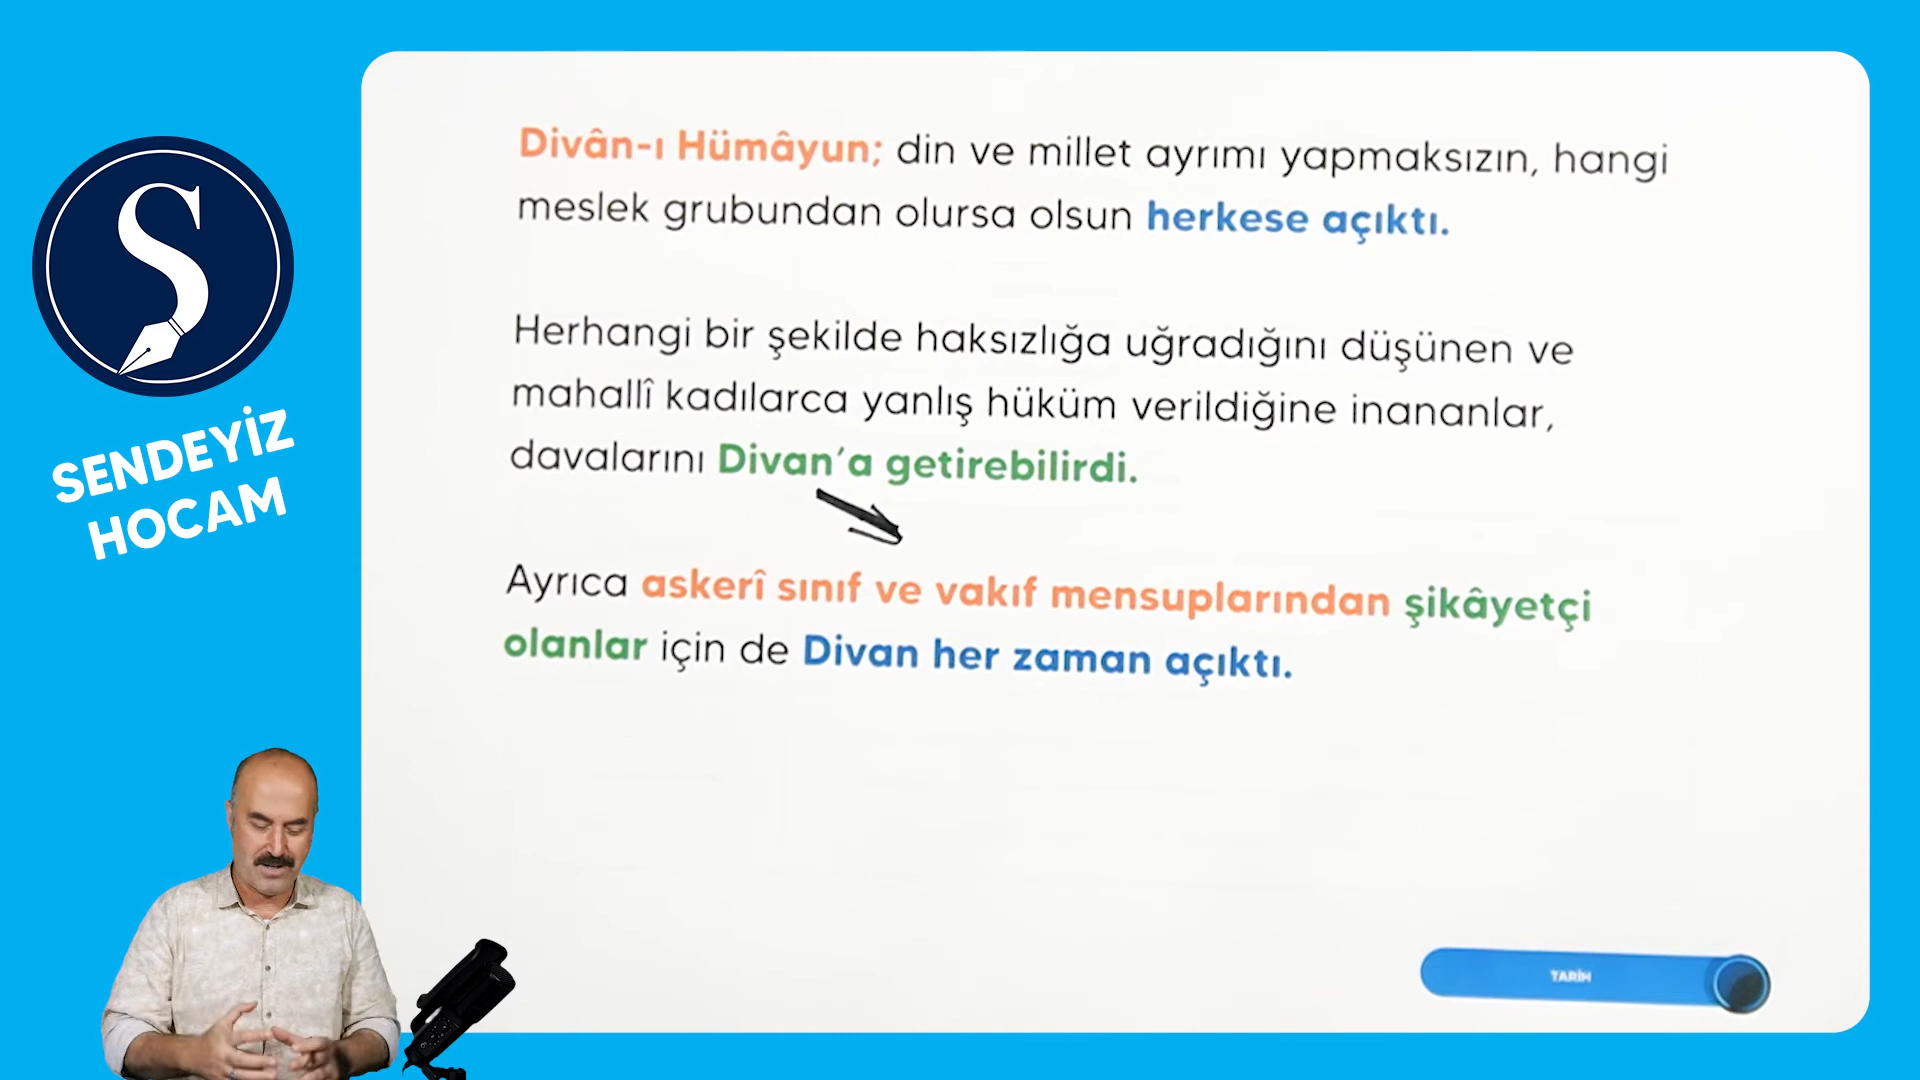 SENDEYİZ
HOCAM
Divân-ı Hümâyun; din ve millet ayrımı yapmaksızın, hangi
meslek grubundan olursa olsun herkese açıktı.
Herhangi bir şekilde haksızlığa uğradığını düşünen ve
mahallî kadılarca yanlış hüküm verildiğine inananlar,
davalarını Divan'a getirebilirdi.
Ayrıca askerî sınıf ve vakıf mensuplarından şikâyetçi
olanlar için de Divan her zaman açıktı.
TARİH